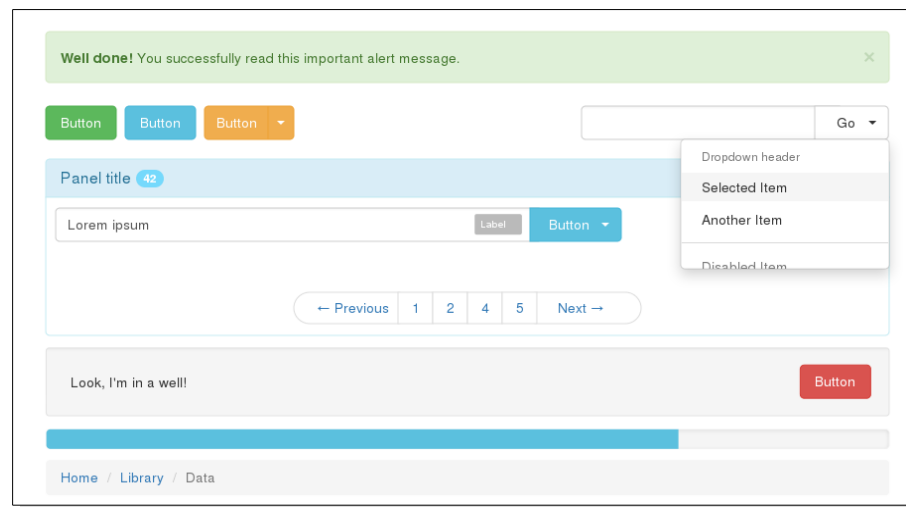 Well done! You successfully read this important alert message. ×
Button Button Button Go
Dropdown header
Panel title 42
Selected Item
Another Item
Lorem ipsum Label Button
Disabled Item
← Previous 1 2 4 5 Next →
Look, I'm in a well! Button
Home / Library / Data